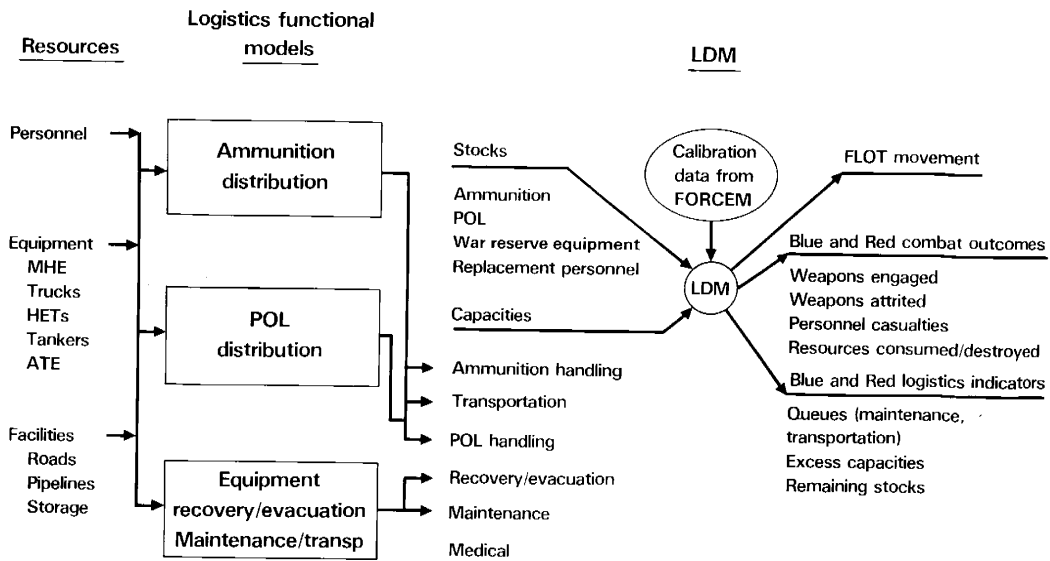 Resources
Logistics functional
models
LDM
Personnel
Equipment
MHE
Trucks
HETs
Tankers
ATE
Facilities
Roads
Pipelines
Storage
Ammunition
distribution
POL
distribution
Equipment
recovery/evacuation
Maintenance/transp
Stocks
Ammunition
POL
War reserve equipment
Replacement personnel
Capacities
Ammunition handling
Transportation
POL handling
Recovery/evacuation
Maintenance
Medical
Calibration
data from
FORCEM
LDM
FLOT movement
Blue and Red combat outcomes
Weapons engaged
Weapons attrited
Personnel casualties
Resources consumed/destroyed
Blue and Red logistics indicators
Queues (maintenance,
transportation)
Excess capacities
Remaining stocks